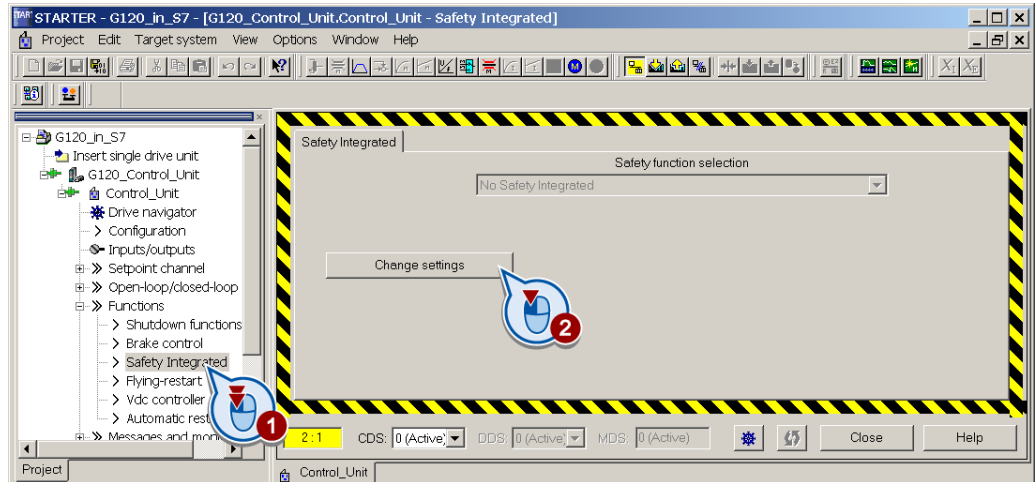 STARTER - G120_in_S7 - [G120_Control_Unit.Control_Unit - Safety Integrated]
Project Edit Target system View Options Window Help
G120_in_S7
Insert single drive unit
G120_Control_Unit
Control_Unit
Drive navigator
Configuration
Inputs/outputs
Setpoint channel
Open-loop/closed-loop
Functions
Shutdown functions
Brake control
Safety Integrated
Flying-restart
Vdc controller
Automatic rest
Messages and mon
Project
Safety Integrated
Safety function selection
No Safety Integrated
Change settings
2
1
2:1 CDS: 0 (Active) DDS: 0 (Active) MDS: 0 (Active) Close Help
Control_Unit